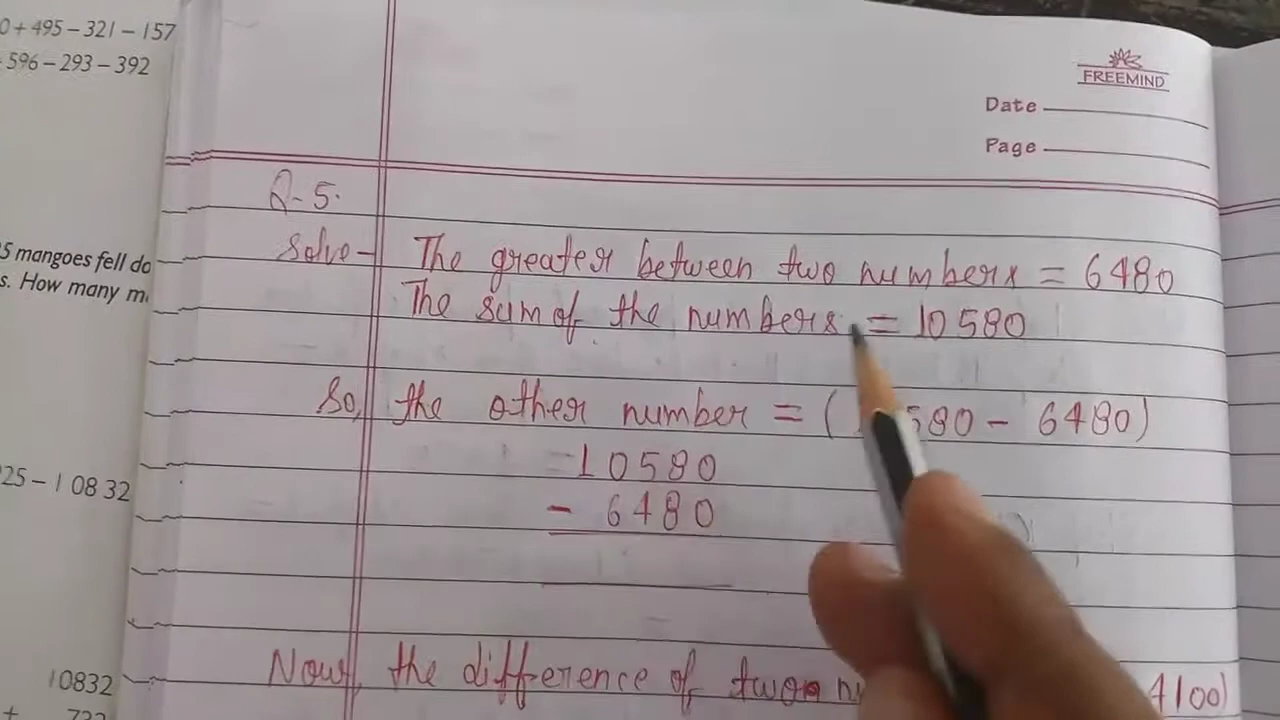 0 + 495 – 321 – 157
596 – 293 – 392
5 mangoes fell do
s. How many m
25 – 1 08 32
10832
+ 723
FREEMIND
Date
Page
Q-5.
Solve- The greater between two numbers = 6480
The sum of the numbers = 10580
So, the other number = ( 580 - 6480)
10580
- 6480
Now, the difference of two 4100)